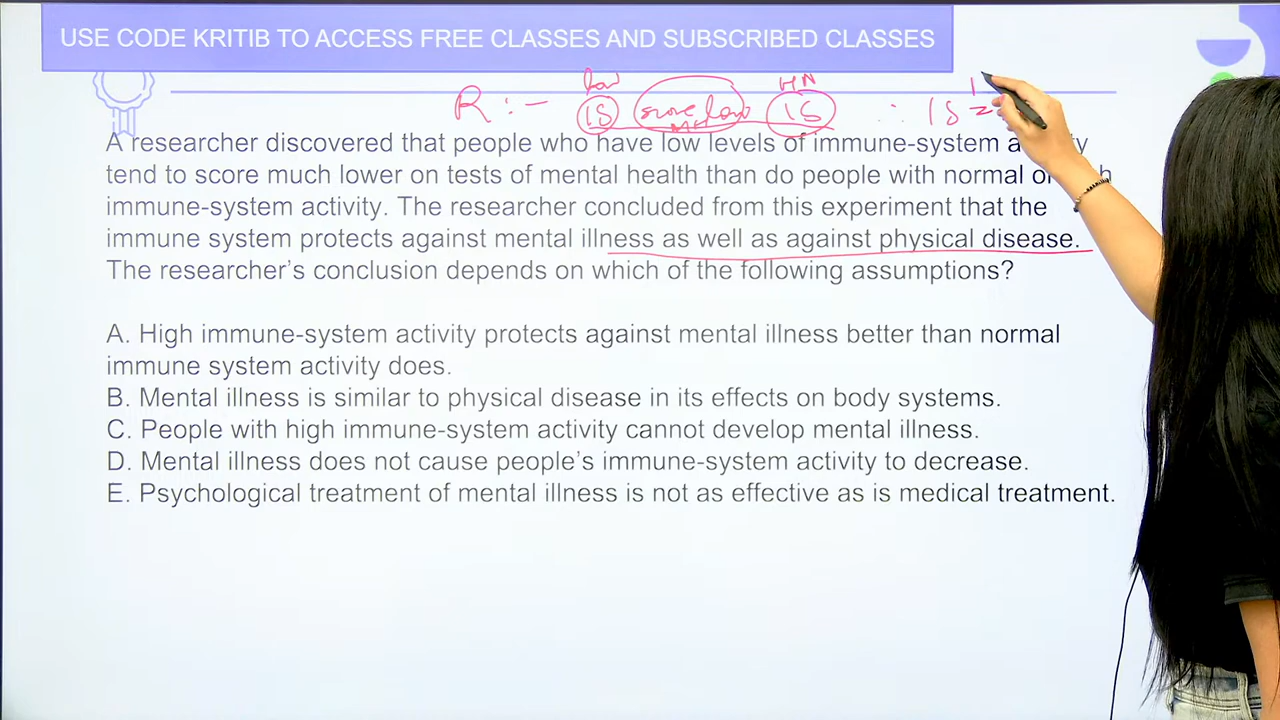 USE CODE KRITIB TO ACCESS FREE CLASSES AND SUBSCRIBED CLASSES
low HN
R :- IS score low IS ∴ IS
A researcher discovered that people who have low levels of immune-system
tend to score much lower on tests of mental health than do people with normal
immune-system activity. The researcher concluded from this experiment that the
immune system protects against mental illness as well as against physical disease.
The researcher's conclusion depends on which of the following assumptions?
A. High immune-system activity protects against mental illness better than normal
immune system activity does.
B. Mental illness is similar to physical disease in its effects on body systems.
C. People with high immune-system activity cannot develop mental illness.
D. Mental illness does not cause people's immune-system activity to decrease.
E. Psychological treatment of mental illness is not as effective as is medical treatment.